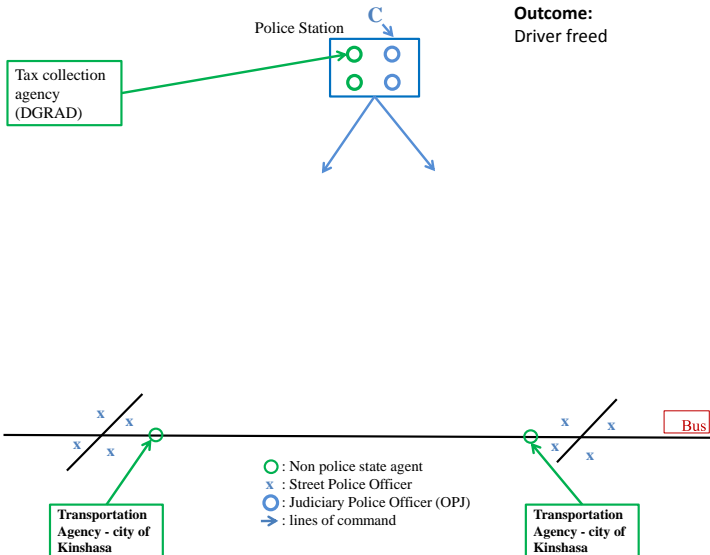 C
Police Station
Outcome:
Driver freed
Tax collection
agency
(DGRAD)
x
x
x
x
x
x
x
x
Bus
: Non police state agent
x : Street Police Officer
: Judiciary Police Officer (OPJ)
: lines of command
Transportation
Agency - city of
Kinshasa
Transportation
Agency - city of
Kinshasa